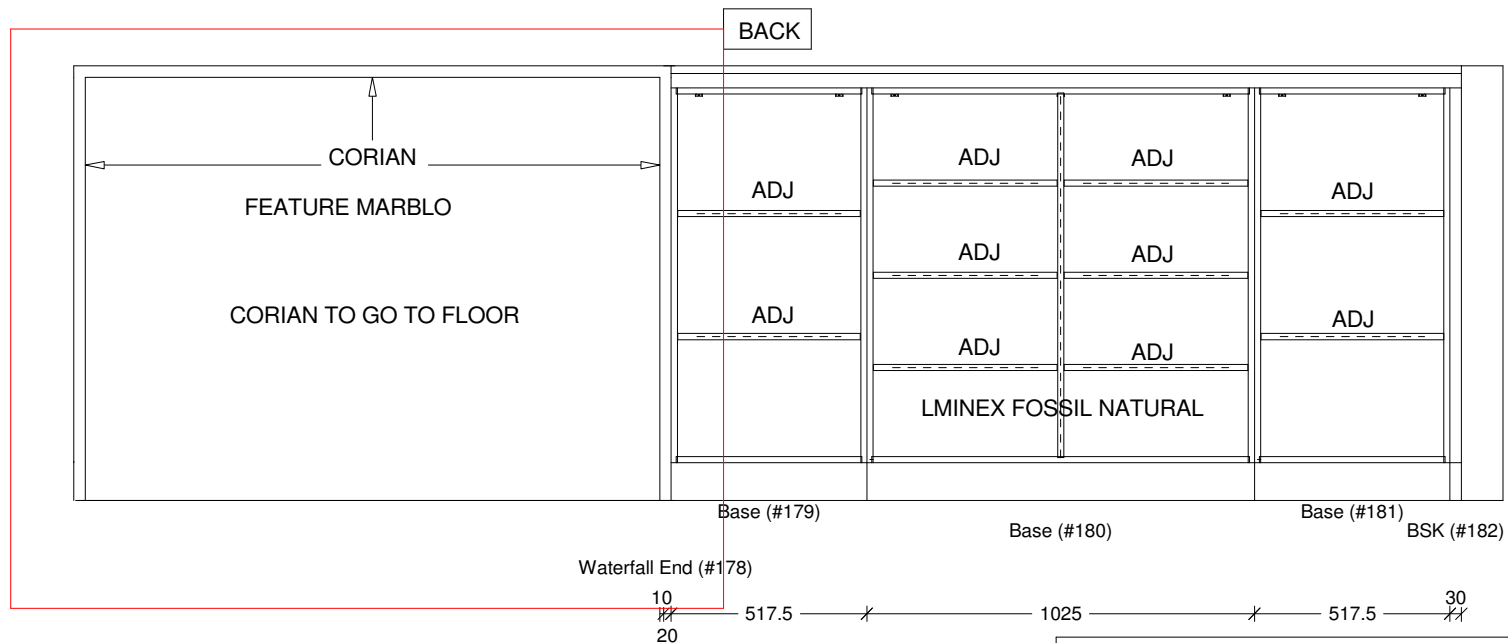 BACK
CORIAN
ADJ ADJ
ADJ ADJ
FEATURE MARBLO
ADJ ADJ
CORIAN TO GO TO FLOOR
ADJ ADJ
ADJ ADJ
LMINEX FOSSIL NATURAL
Base (#179) Base (#181)
Base (#180) BSK (#182)
Waterfall End (#178)
10 30
517.5 1025 517.5
20